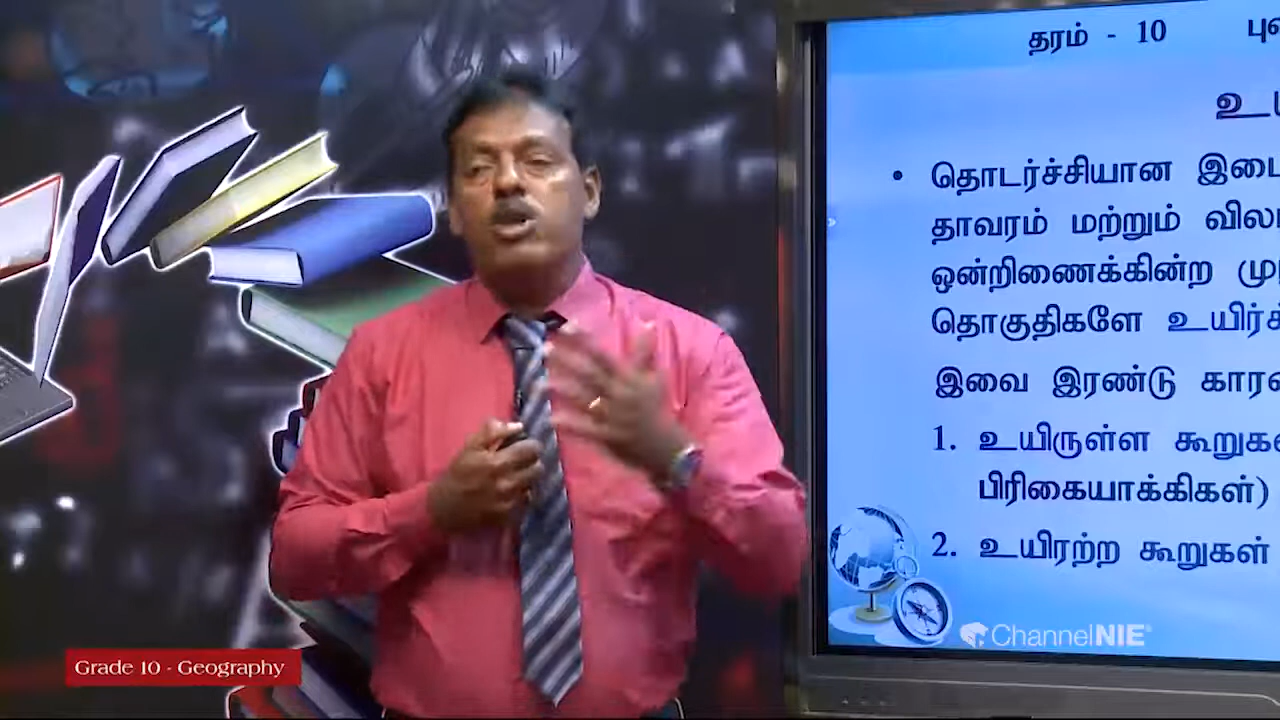 தரம் - 10
தொடர்ச்சியான
தாவரம் மற்றும்
ஒன்றிணைக்கின்ற
தொகுதிகளே
இவை இரண்டு
1. உயிருள்ள
பிரிகையாக்கிகள்)
2. உயிரற்ற கூறுகள்
ChannelNIE
Grade 10 - Geography